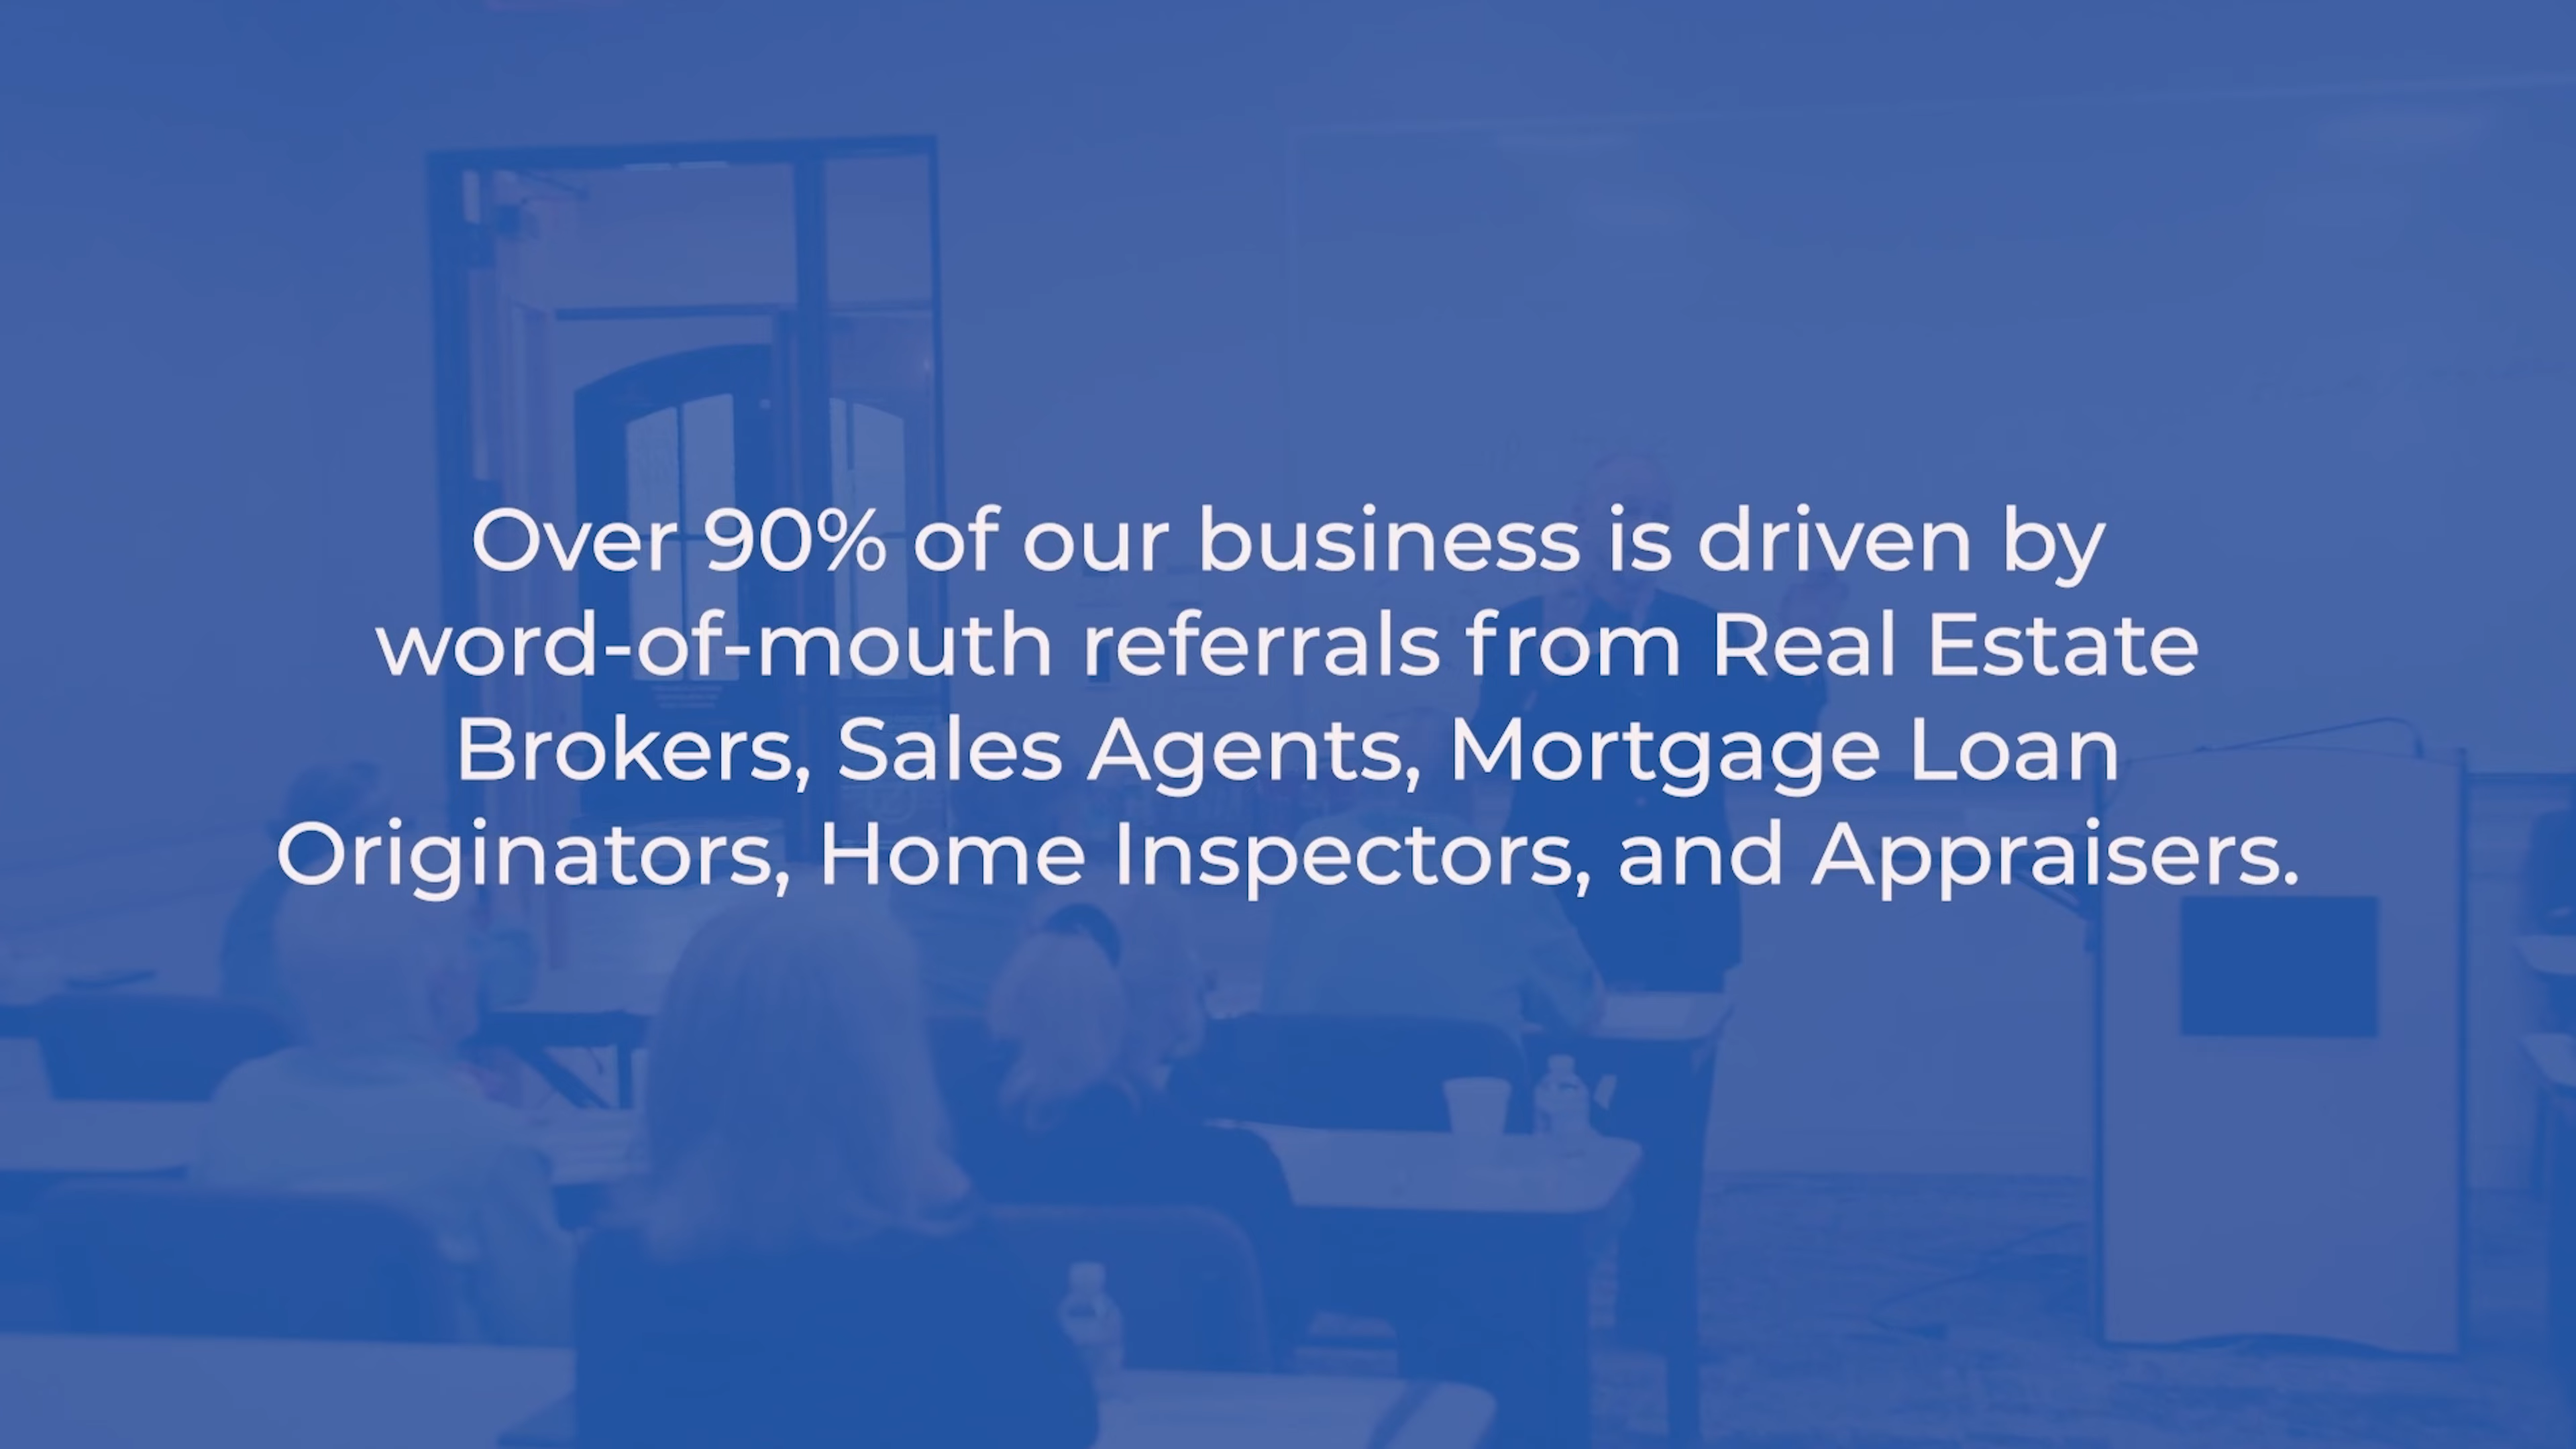 Over 90% of our business is driven by
word-of-mouth referrals from Real Estate
Brokers, Sales Agents, Mortgage Loan
Originators, Home Inspectors, and Appraisers.